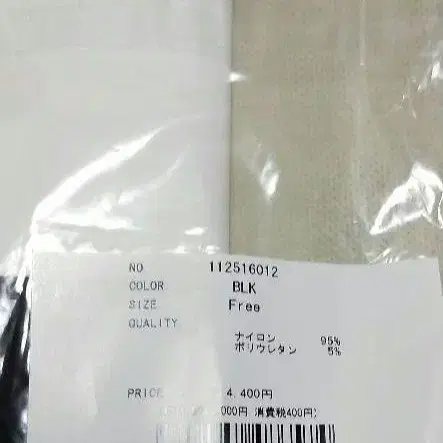 NO 112516012
COLOR BLK
SIZE Free
QUALITY
ナイロン 95%
ポリウレタン 5%
PRICE 4.400円
000円 消費税400円)